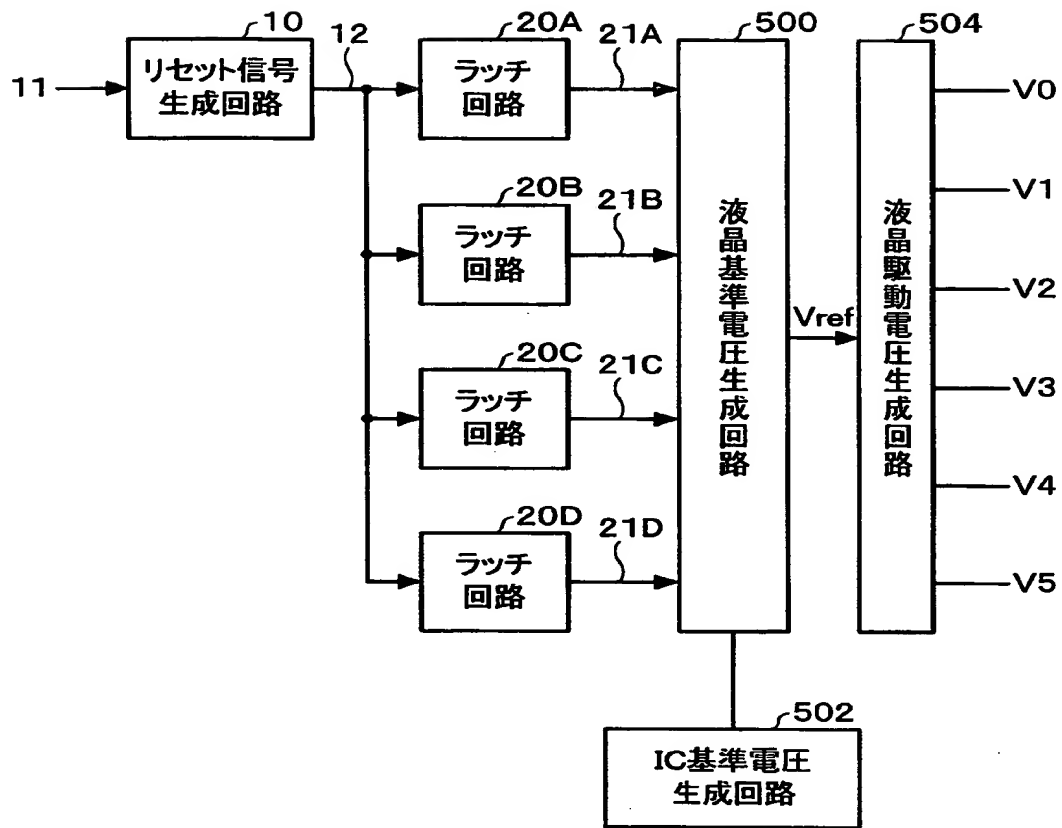 10
12
20A
21A
500
504
11
リセット信号
生成回路
ラッチ
回路
V0
20B
21B
V1
ラッチ
回路
液晶基準電圧生成回路
液晶駆動電圧生成回路
V2
Vref
20C
21C
V3
ラッチ
回路
V4
20D
21D
ラッチ
回路
V5
502
IC基準電圧
生成回路